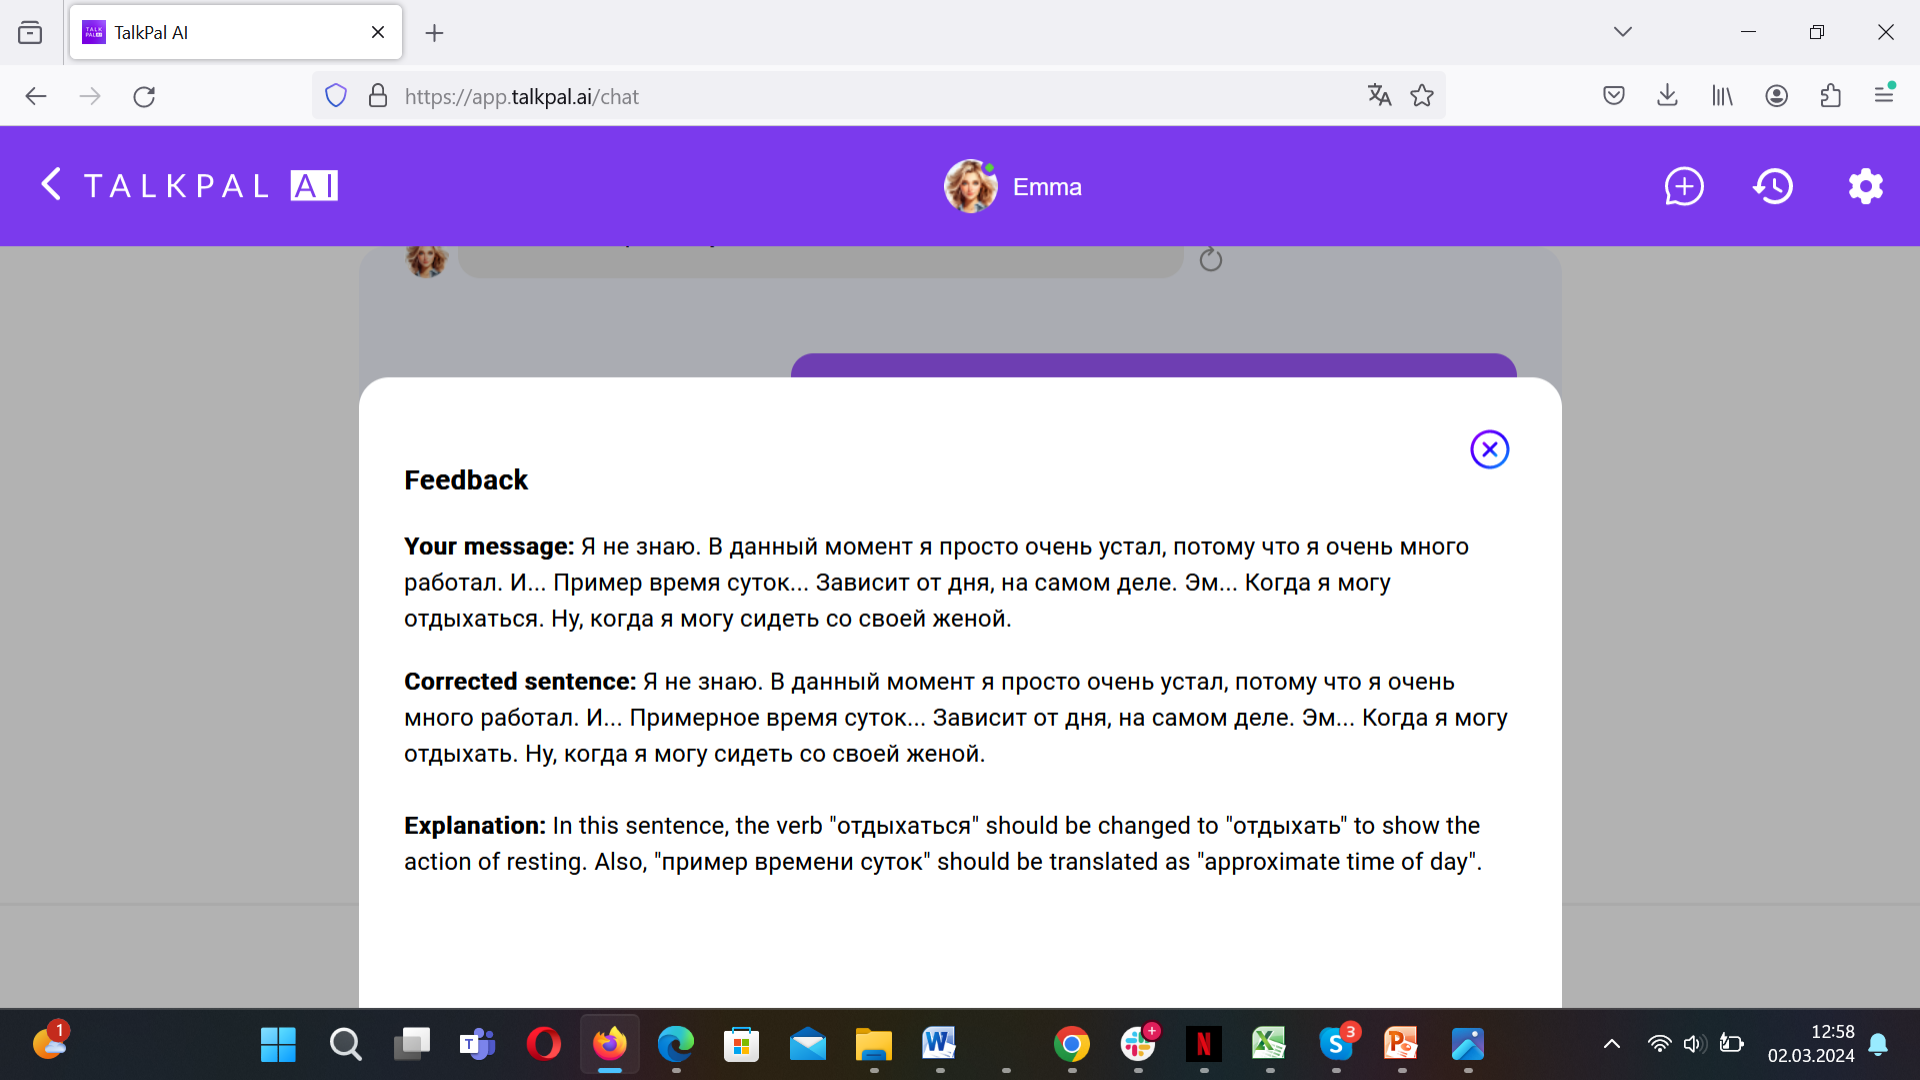 TalkPal AI
https://app.talkpal.ai/chat
TALKPAL AI
Emma
Feedback
Your message: Я не знаю. В данный момент я просто очень устал, потому что я очень много
работал. И... Пример время суток... Зависит от дня, на самом деле. Эм... Когда я могу
отдыхаться. Ну, когда я могу сидеть со своей женой.
Corrected sentence: Я не знаю. В данный момент я просто очень устал, потому что я очень
много работал. И... Примерное время суток... Зависит от дня, на самом деле. Эм... Когда я могу
отдыхать. Ну, когда я могу сидеть со своей женой.
Explanation: In this sentence, the verb "отдыхаться" should be changed to "отдыхать" to show the
action of resting. Also, "пример времени суток" should be translated as "approximate time of day".
1
3
12:58
02.03.2024